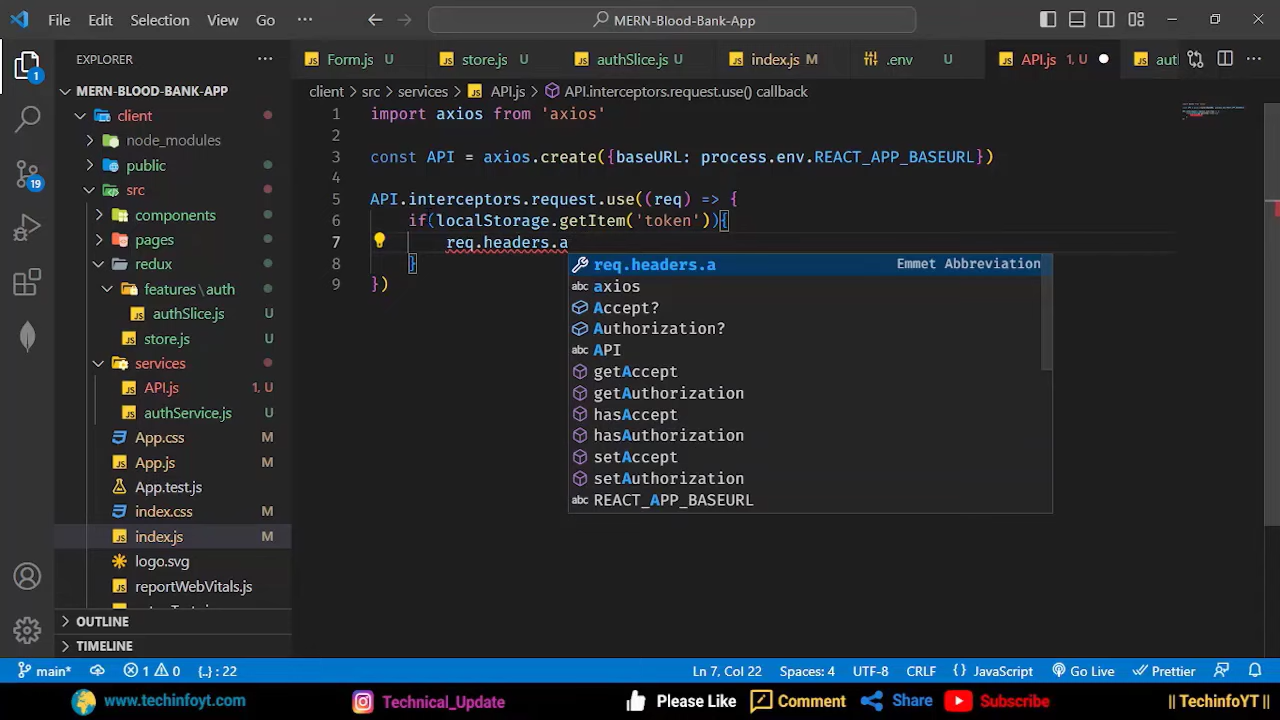 File Edit Selection View Go ... MERN-Blood-Bank-App
EXPLORER
Form.js U store.js U authSlice.js U index.js M .env U API.js 1, U
1
MERN-BLOOD-BANK-APP
client > src > services > API.js > API.interceptors.request.use() callback
client
node_modules
public
src
components
pages
redux
features\auth
authSlice.js U
store.js U
services
API.js 1, U
authService.js U
App.css M
App.js M
App.test.js
index.css M
index.js M
logo.svg
reportWebVitals.js
OUTLINE
TIMELINE
19
1 import axios from 'axios'
2
3 const API = axios.create({baseURL: process.env.REACT_APP_BASEURL})
4
5 API.interceptors.request.use((req) => {
6 if(localStorage.getItem('token')){
7 req.headers.a
8 }
9 })
req.headers.a Emmet Abbreviation
abc axios
Accept?
Authorization?
abc API
getAccept
getAuthorization
hasAccept
hasAuthorization
setAccept
setAuthorization
abc REACT_APP_BASEURL
main* 1 0 {..} : 22 Ln 7, Col 22 Spaces: 4 UTF-8 CRLF {} JavaScript Go Live Prettier
www.techinfoyt.com Technical_Update Please Like Comment Share Subscribe || TechinfoYT ||